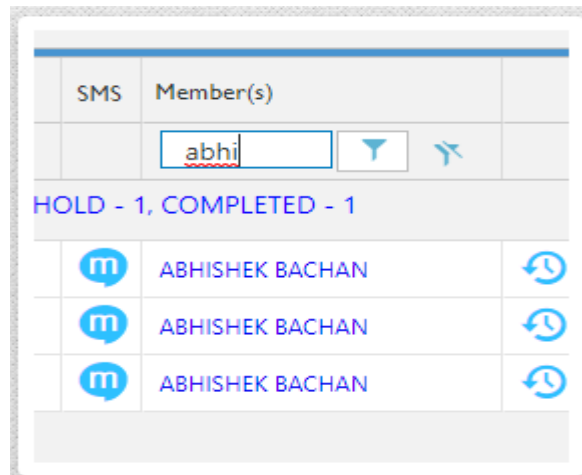 SMS Member(s)
abhi
HOLD - 1, COMPLETED - 1
m ABHISHEK BACHAN
m ABHISHEK BACHAN
m ABHISHEK BACHAN